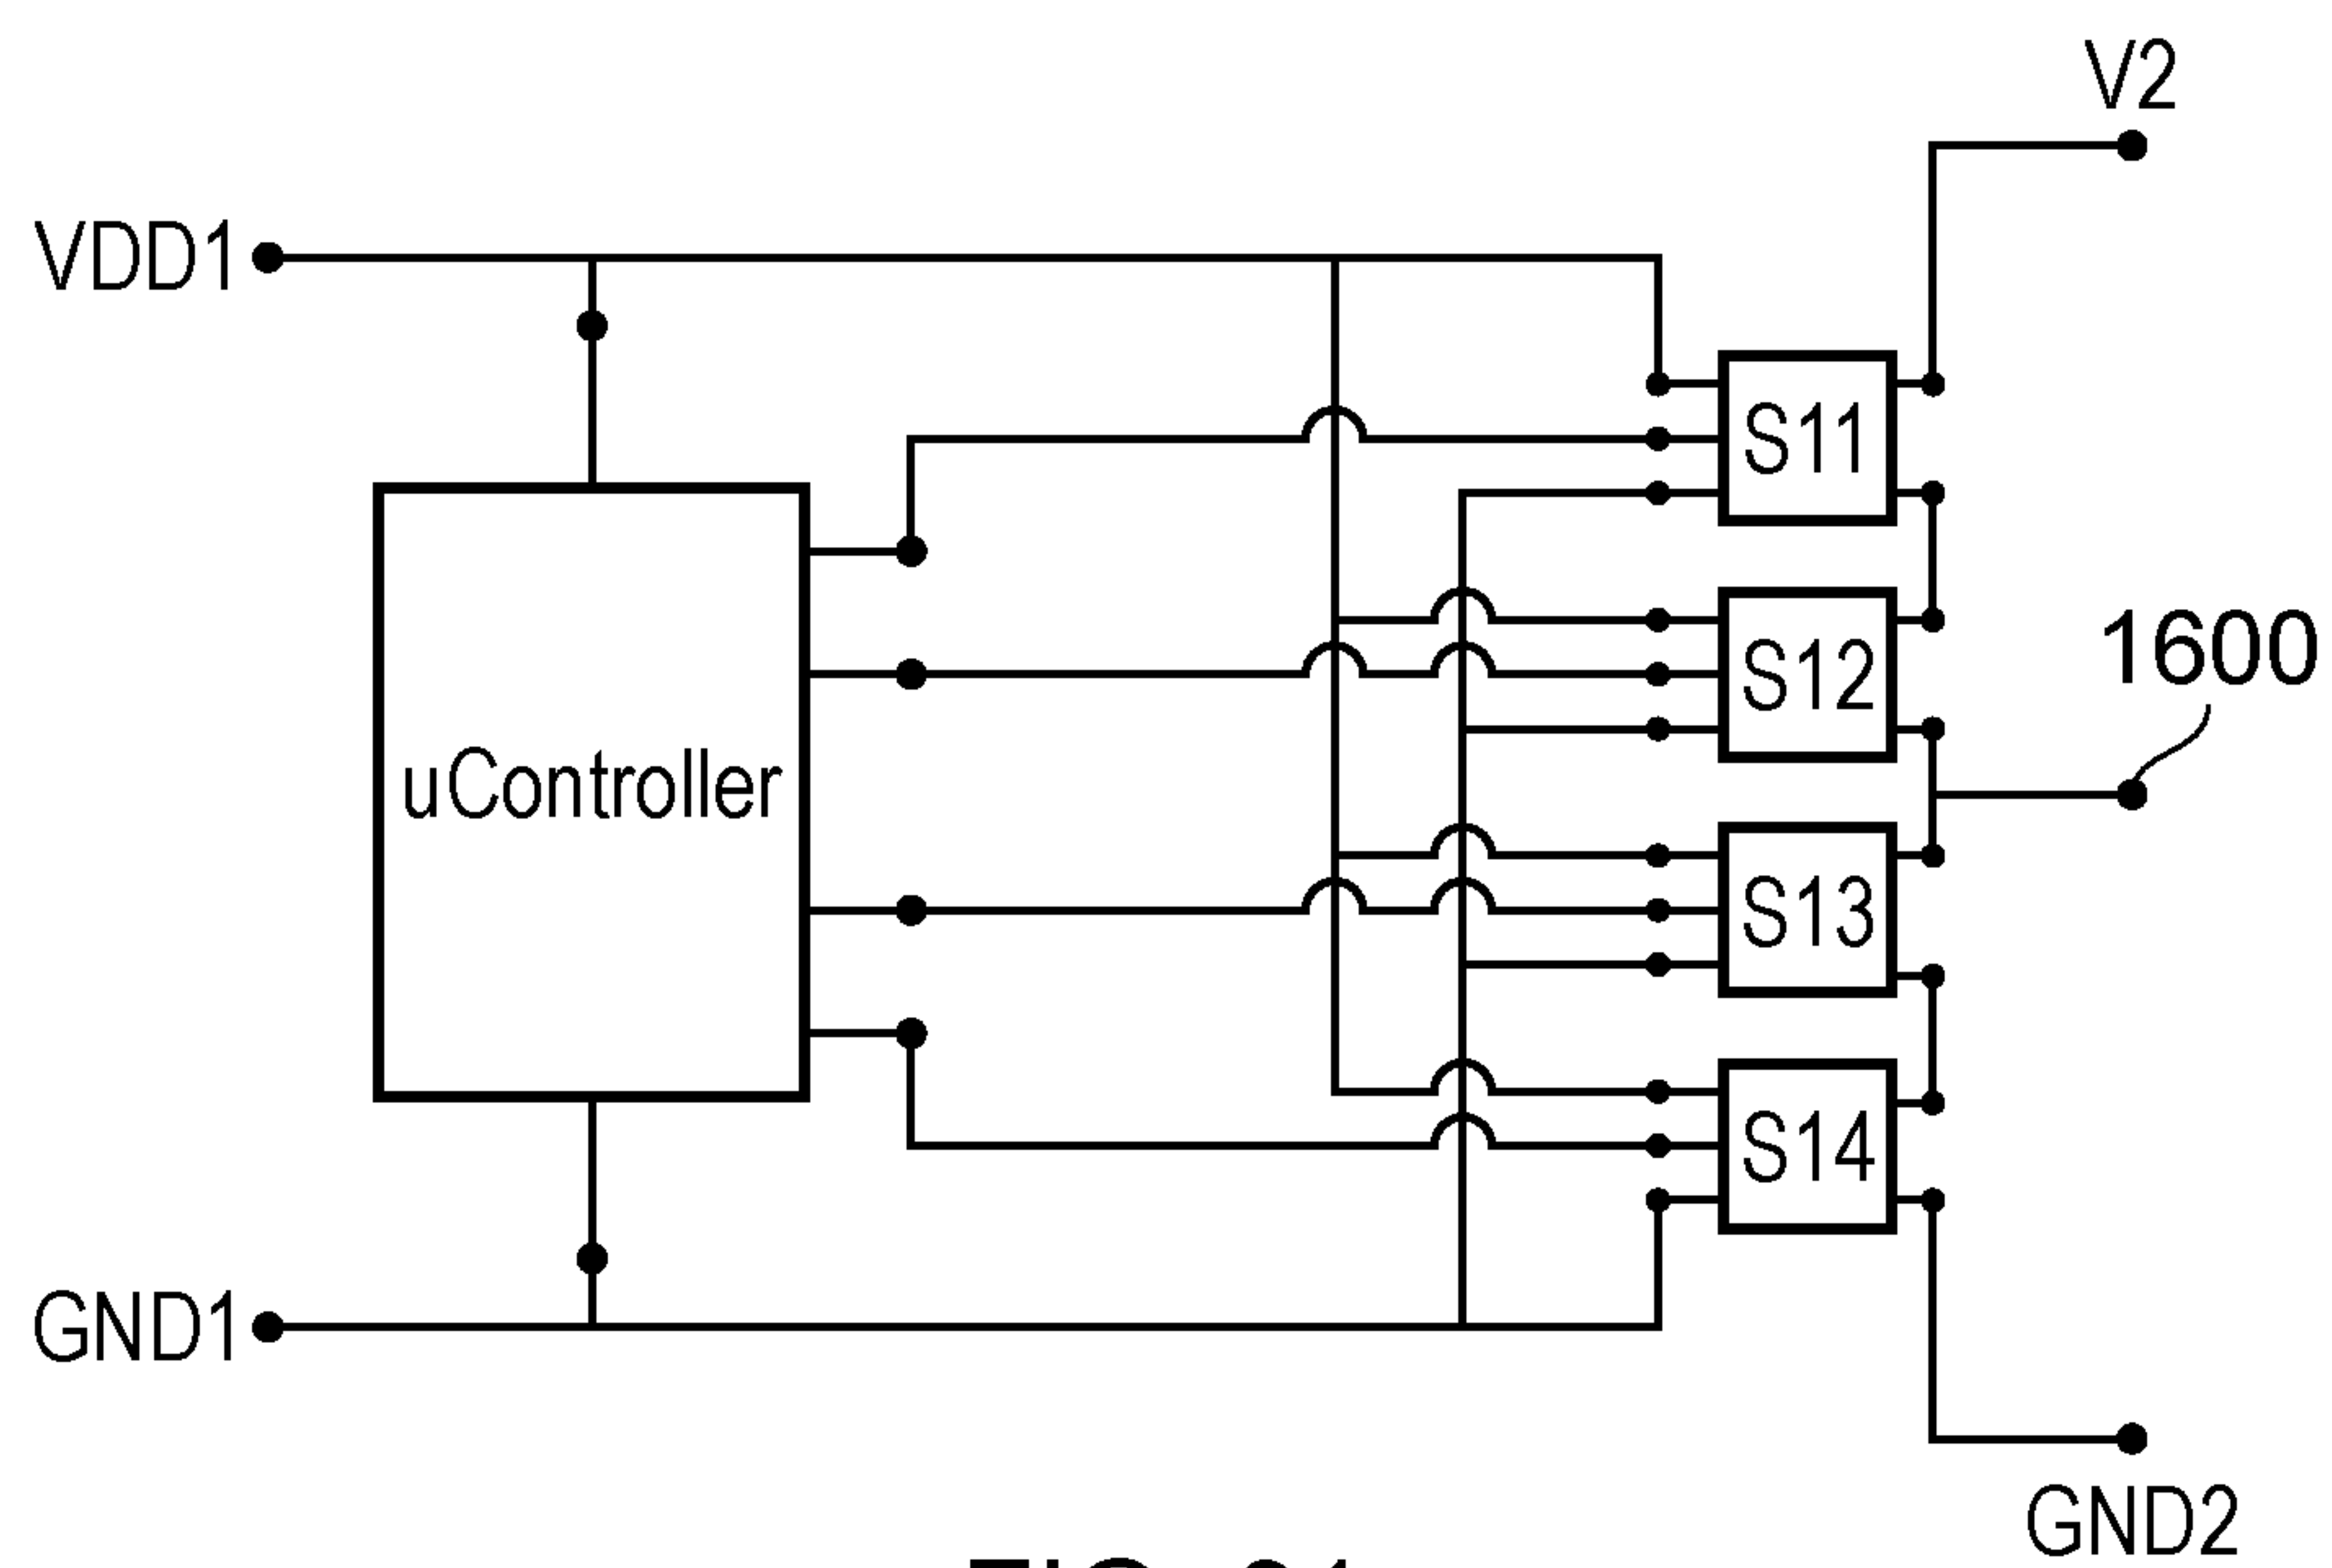 V2
VDD1
S11
S12
1600
uController
S13
S14
GND1
GND2